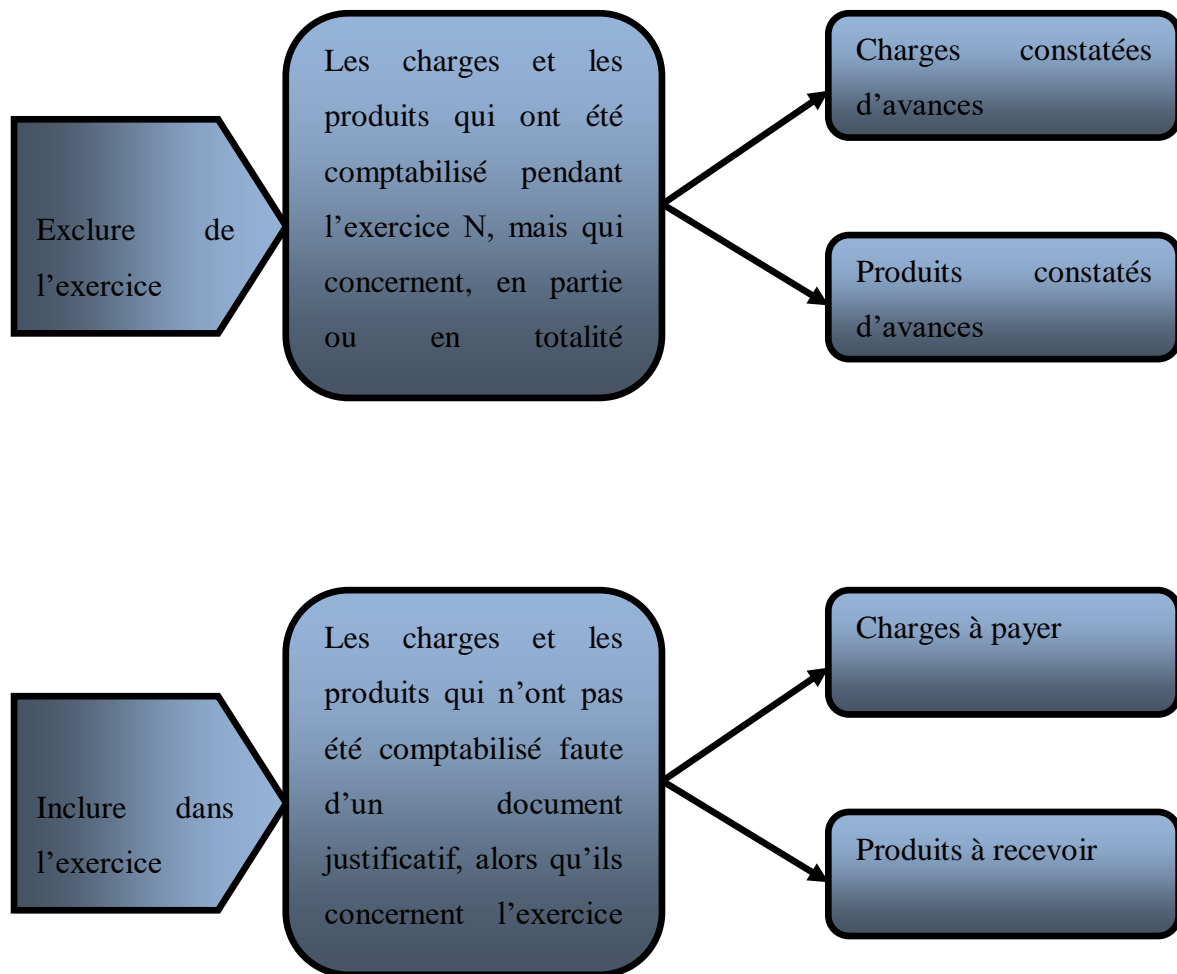 Exclure de
l'exercice
Les charges et les
produits qui ont été
comptabilisé pendant
l'exercice N, mais qui
concernent, en partie
ou en totalité
Charges constatées
d'avances
Produits constatés
d'avances
Inclure dans
l'exercice
Les charges et les
produits qui n'ont pas
été comptabilisé faute
d'un document
justificatif, alors qu'ils
concernent l'exercice
Charges à payer
Produits à recevoir